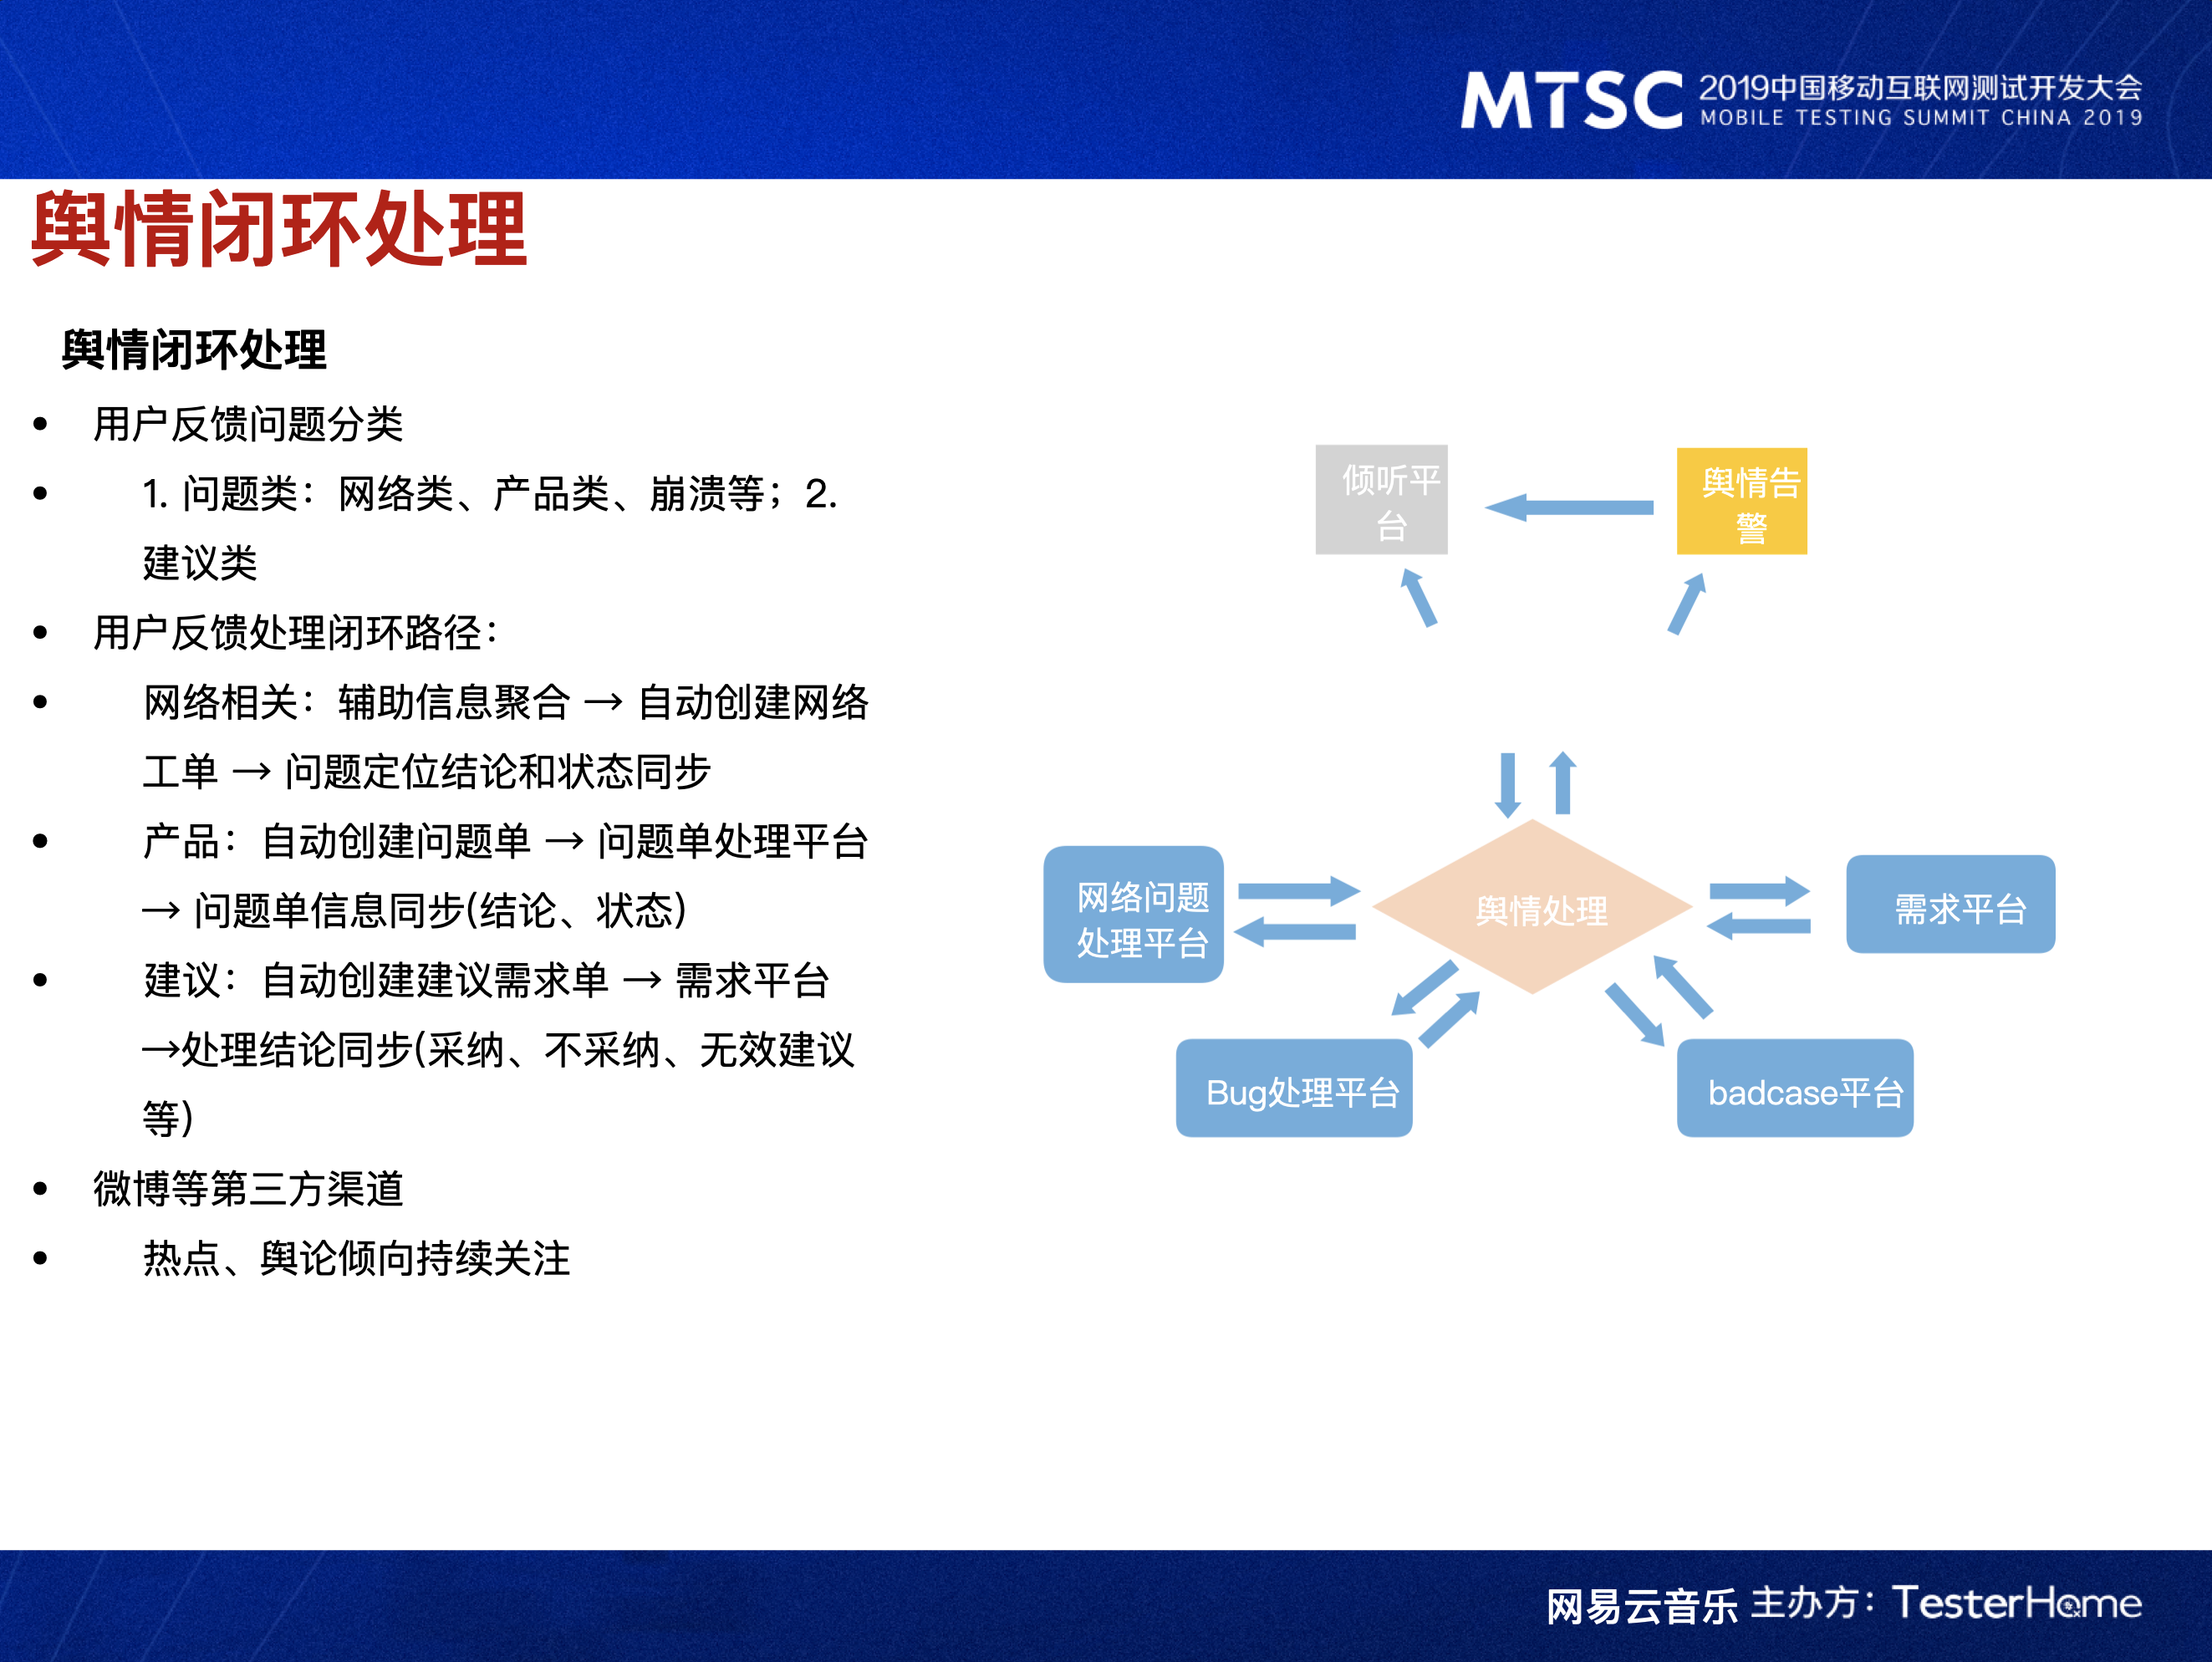 MTSC 2019中国移动互联网测试开发大会
MOBILE TESTING SUMMIT CHINA 2019
舆情闭环处理
舆情闭环处理
• 用户反馈问题分类
• 1. 问题类：网络类、产品类、崩溃等；2.
建议类
• 用户反馈处理闭环路径：
• 网络相关：辅助信息聚合 → 自动创建网络
工单 → 问题定位结论和状态同步
• 产品：自动创建问题单 → 问题单处理平台
→ 问题单信息同步(结论、状态)
• 建议：自动创建建议需求单 → 需求平台
→处理结论同步(采纳、不采纳、无效建议
等)
• 微博等第三方渠道
• 热点、舆论倾向持续关注
倾听平
台
舆情告
警
网络问题
处理平台
舆情处理
需求平台
Bug处理平台
badcase平台
网易云音乐 主办方：TesterHome